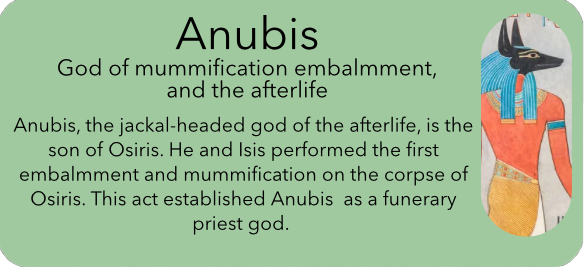 Anubis
God of mummification embalmment,
and the afterlife
Anubis, the jackal-headed god of the afterlife, is the
son of Osiris. He and Isis performed the first
embalmment and mummification on the corpse of
Osiris. This act established Anubis  as a funerary
priest god.